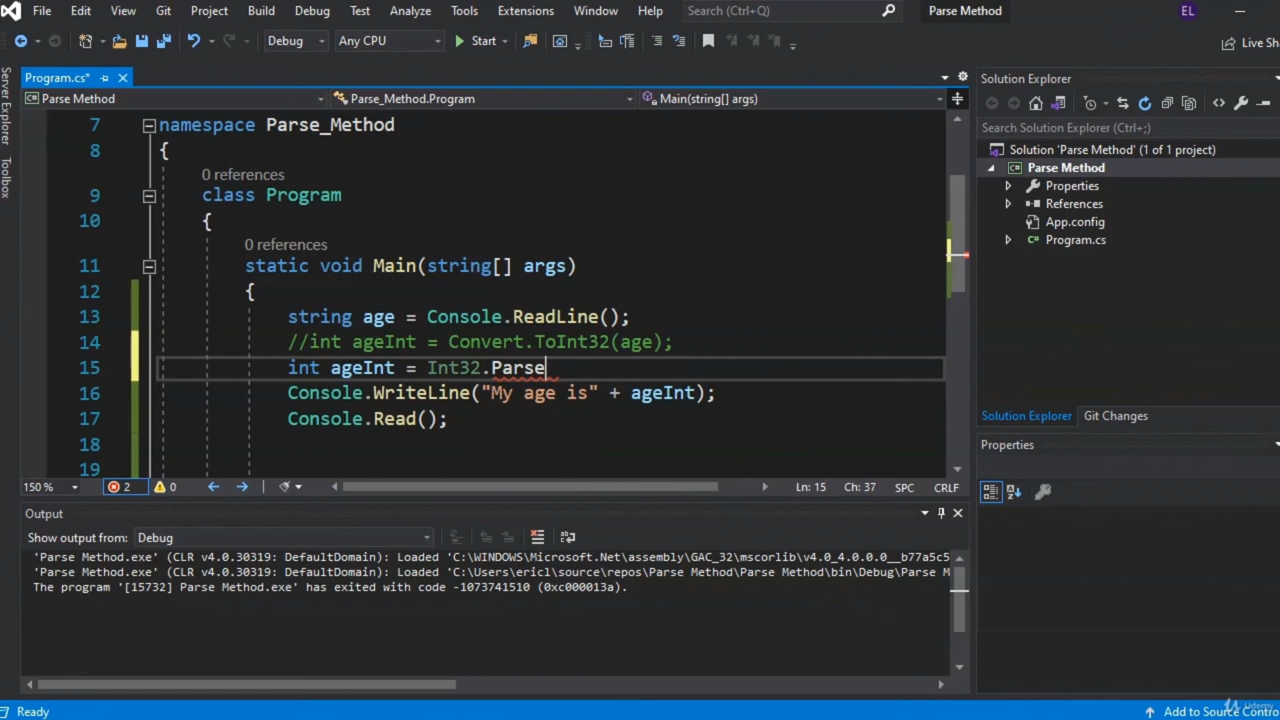 File Edit View Git Project Build Debug Test Analyze Tools Extensions Window Help Search (Ctrl+Q) Parse Method EL
Debug Any CPU Start Live Sh
Server Explorer
Toolbox
Program.cs*
Parse Method Parse_Method.Program Main(string[] args)
7 namespace Parse_Method
8 {
0 references
9 class Program
10 {
0 references
11 static void Main(string[] args)
12 {
13 string age = Console.ReadLine();
14 //int ageInt = Convert.ToInt32(age);
15 int ageInt = Int32.Parse
16 Console.WriteLine("My age is" + ageInt);
17 Console.Read();
18
19
150 % 2 0 Ln: 15 Ch: 37 SPC CRLF
Output
Show output from: Debug
'Parse Method.exe' (CLR v4.0.30319: DefaultDomain): Loaded 'C:\WINDOWS\Microsoft.Net\assembly\GAC_32\mscorlib\v4.0_4.0.0.0__b77a5c5
'Parse Method.exe' (CLR v4.0.30319: DefaultDomain): Loaded 'C:\Users\ericl\source\repos\Parse Method\Parse Method\bin\Debug\Parse M
The program '[15732] Parse Method.exe' has exited with code -1073741510 (0xc000013a).
Solution Explorer
Search Solution Explorer (Ctrl+;)
Solution 'Parse Method' (1 of 1 project)
Parse Method
Properties
References
App.config
Program.cs
Solution Explorer Git Changes
Properties
Ready Add to Source Contro
Udemy